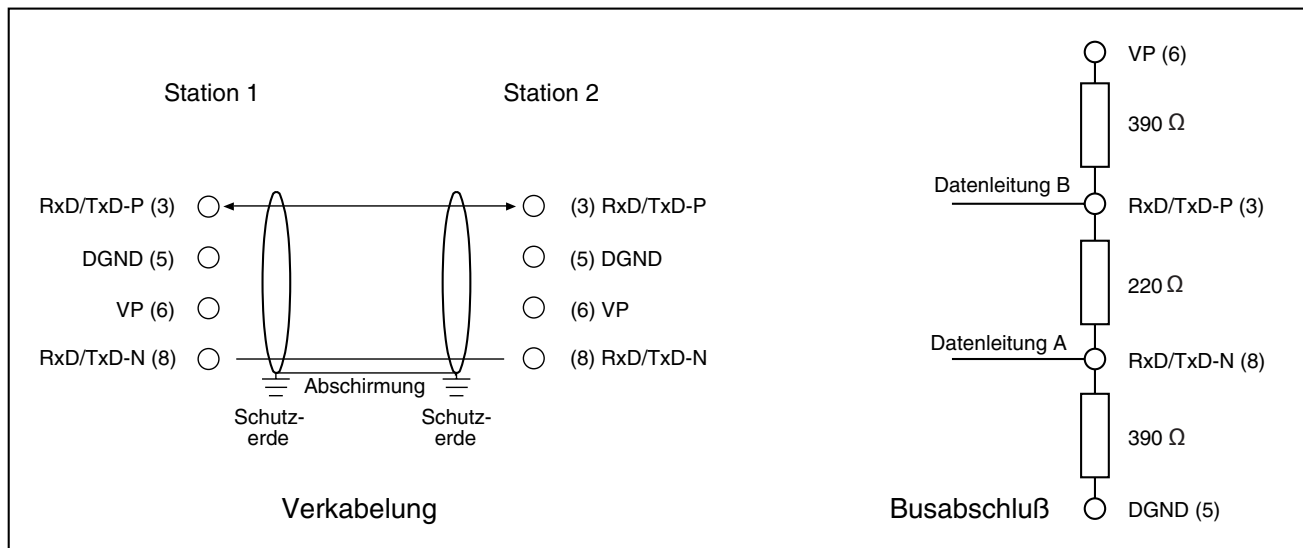 Station 1
Station 2
RxD/TxD-P (3)
(3) RxD/TxD-P
DGND (5)
(5) DGND
VP (6)
(6) VP
RxD/TxD-N (8)
(8) RxD/TxD-N
Abschirmung
Schutz-
erde
Schutz-
erde
Verkabelung
VP (6)
390 Ω
Datenleitung B
RxD/TxD-P (3)
220 Ω
Datenleitung A
RxD/TxD-N (8)
390 Ω
Busabschluß
DGND (5)